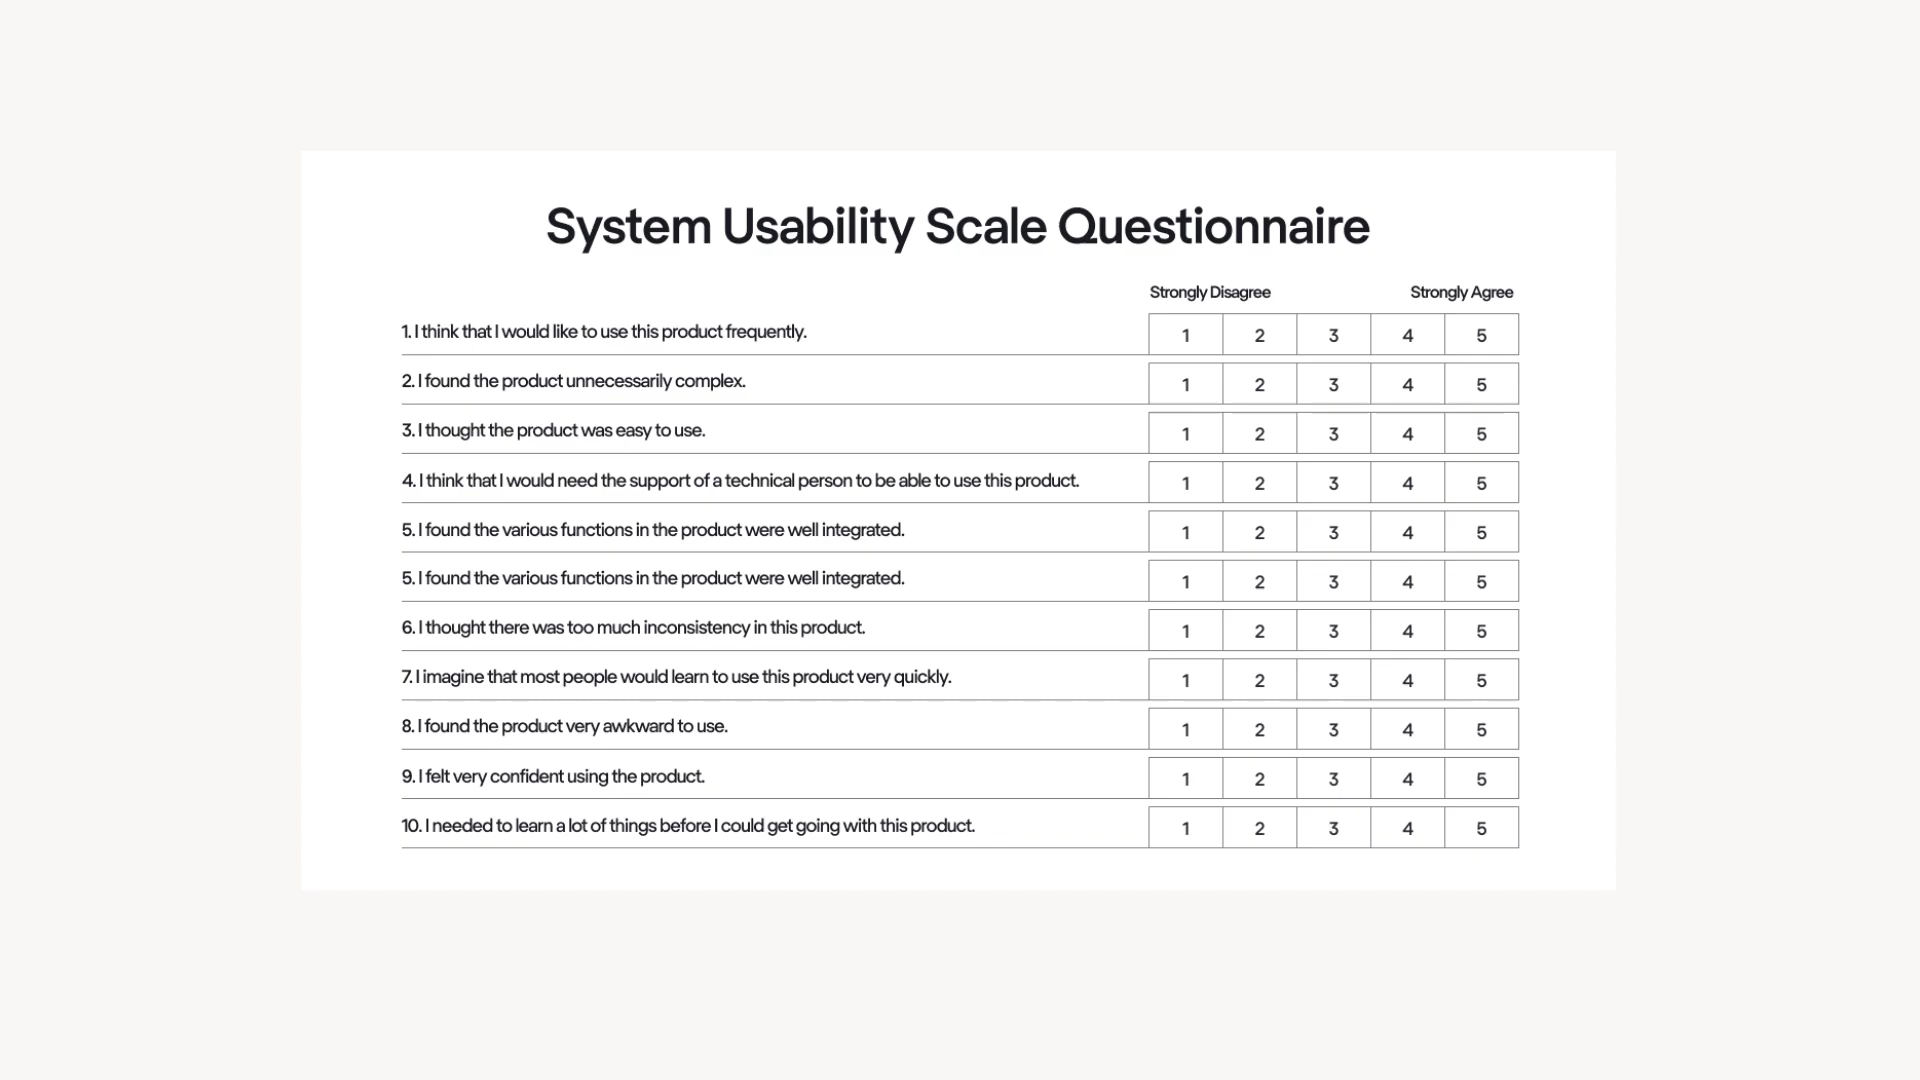 System Usability Scale Questionnaire
Strongly Disagree Strongly Agree
1. I think that I would like to use this product frequently. 1 2 3 4 5
2. I found the product unnecessarily complex. 1 2 3 4 5
3. I thought the product was easy to use. 1 2 3 4 5
4. I think that I would need the support of a technical person to be able to use this product. 1 2 3 4 5
5. I found the various functions in the product were well integrated. 1 2 3 4 5
5. I found the various functions in the product were well integrated. 1 2 3 4 5
6. I thought there was too much inconsistency in this product. 1 2 3 4 5
7. I imagine that most people would learn to use this product very quickly. 1 2 3 4 5
8. I found the product very awkward to use. 1 2 3 4 5
9. I felt very confident using the product. 1 2 3 4 5
10. I needed to learn a lot of things before I could get going with this product. 1 2 3 4 5